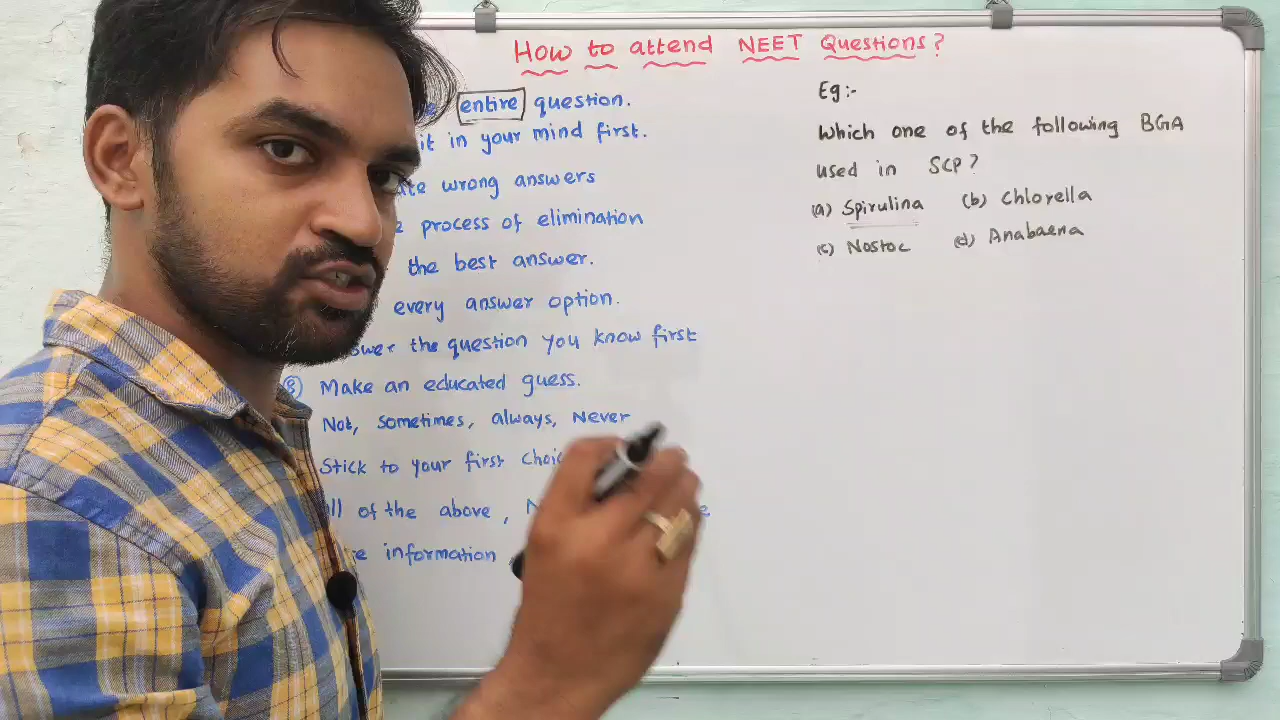 How to attend NEET Questions?
entire question.
it in your mind first.
wrong answers
process of elimination
the best answer.
every answer option.
the question you know first
⑧ Make an educated guess.
Not, sometimes, always, Never
Stick to your first
of the above,
information
Eg:-
Which one of the following BGA
used in SCP?
(a) Spirulina (b) Chlorella
(c) Nostoc (d) Anabaena